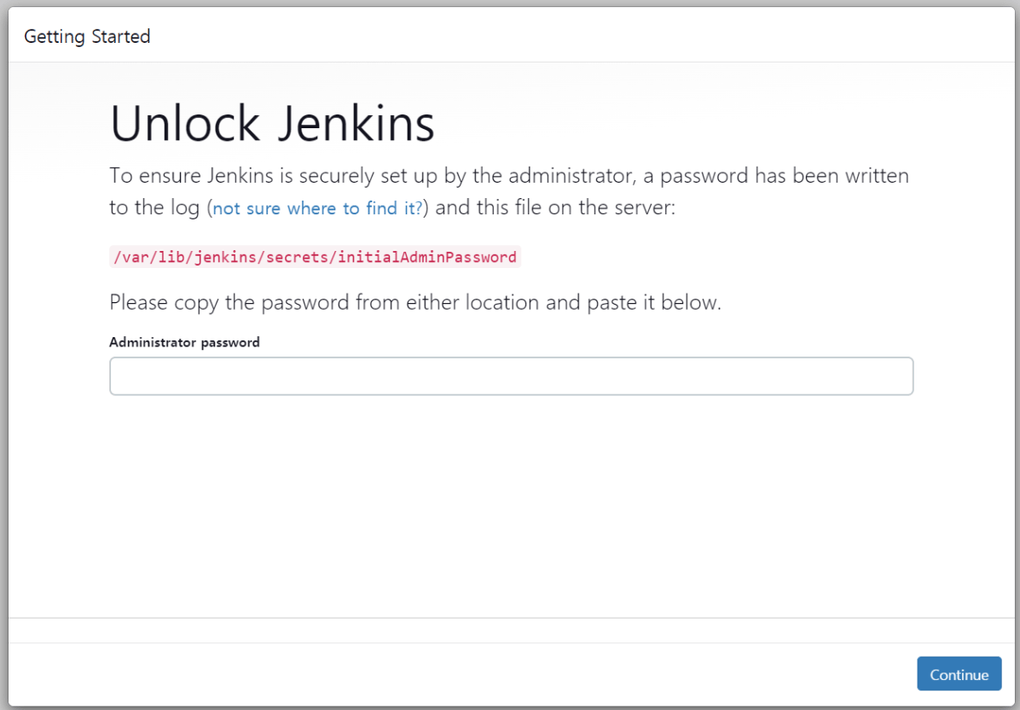 Getting Started
Unlock Jenkins
To ensure Jenkins is securely set up by the administrator, a password has been written
to the log (not sure where to find it?) and this file on the server:
/var/lib/jenkins/secrets/initialAdminPassword
Please copy the password from either location and paste it below.
Administrator password
Continue